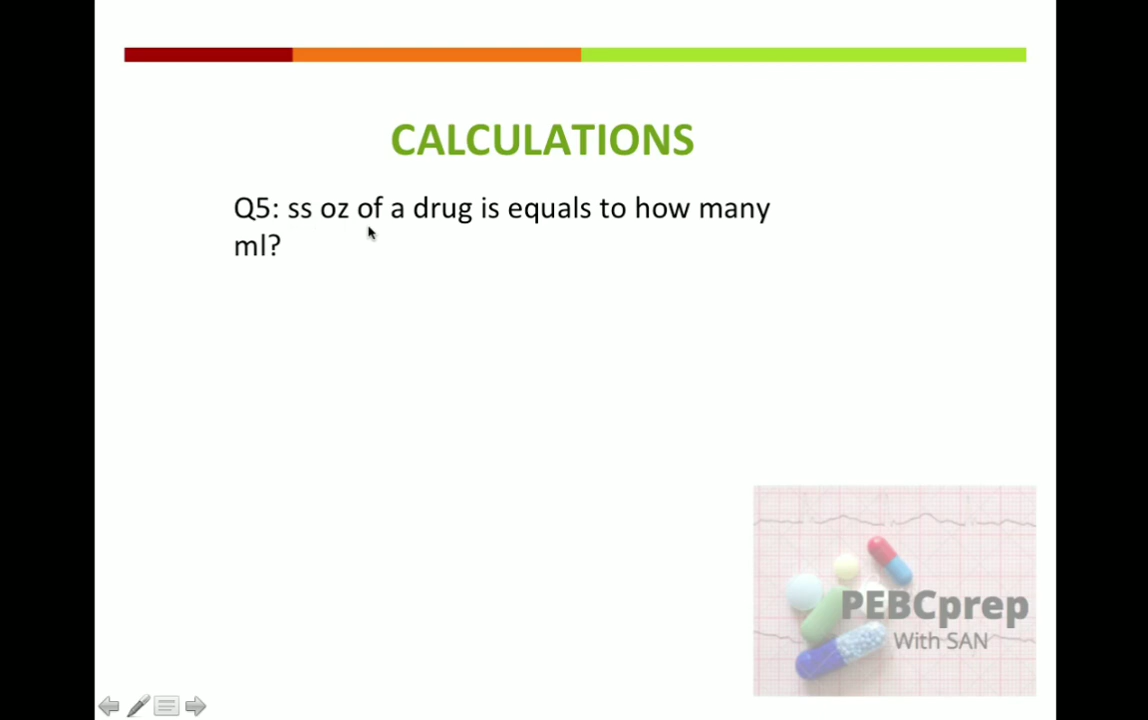 CALCULATIONS
Q5: ss oz of a drug is equals to how many
ml?
PEBCprep
With SAN